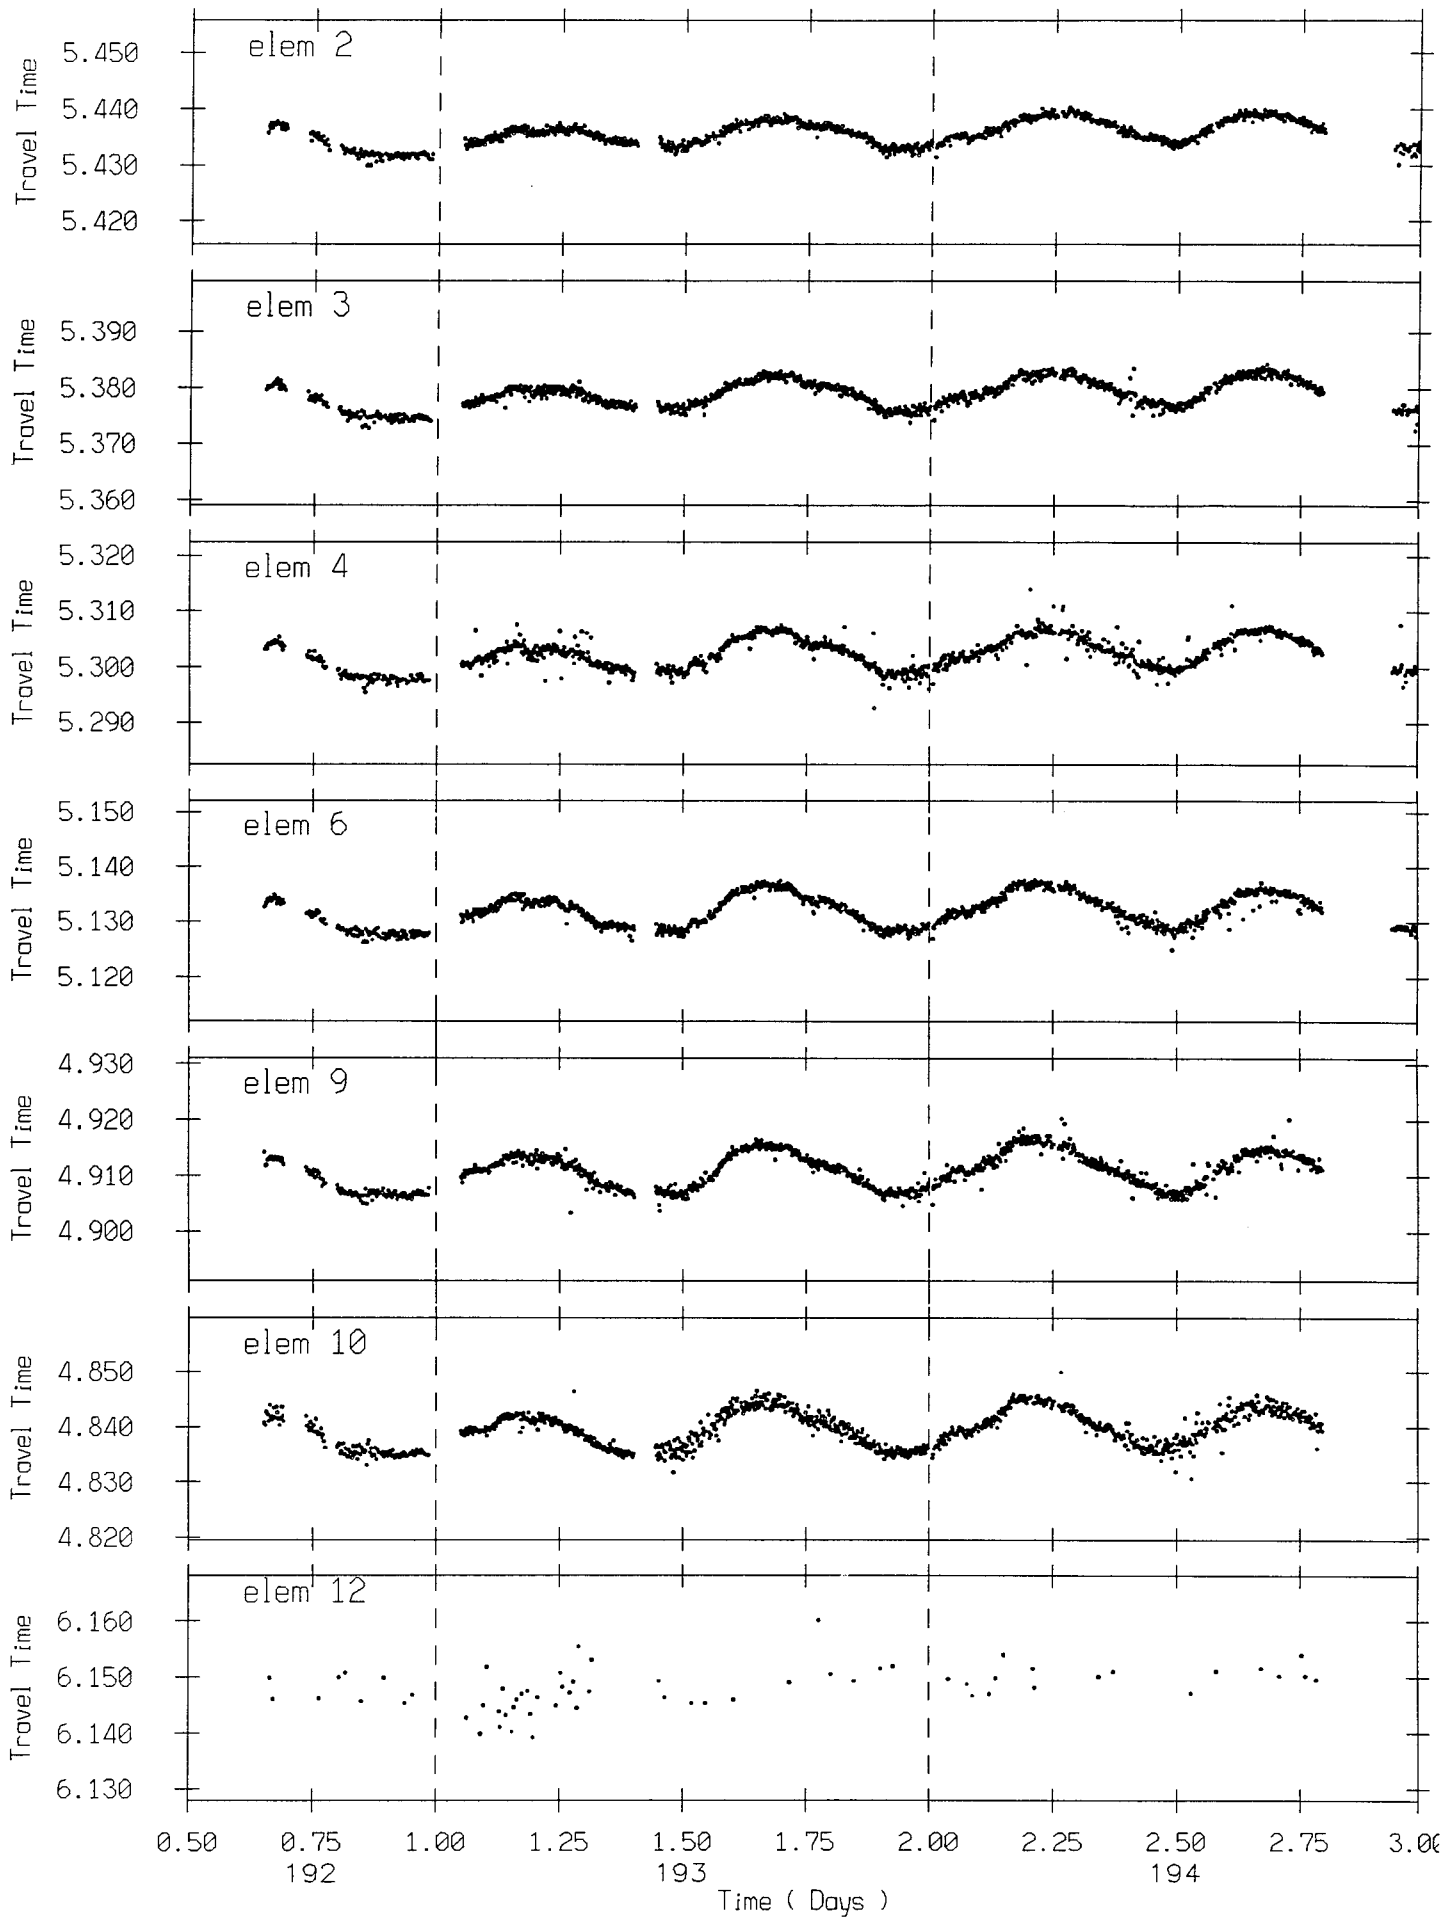 elem 2
5.450
5.440
5.430
5.420
Travel Time
elem 3
5.390
5.380
5.370
5.360
Travel Time
elem 4
5.320
5.310
5.300
5.290
Travel Time
elem 6
5.150
5.140
5.130
5.120
Travel Time
elem 9
4.930
4.920
4.910
4.900
Travel Time
elem 10
4.850
4.840
4.830
4.820
Travel Time
elem 12
6.160
6.150
6.140
6.130
Travel Time
0.50 0.75 1.00 1.25 1.50 1.75 2.00 2.25 2.50 2.75 3.00
192 193 194
Time ( Days )